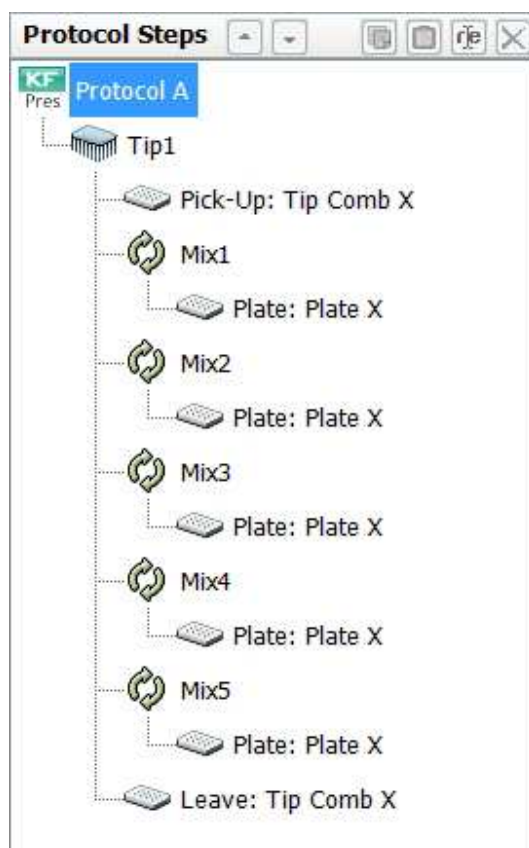 Protocol Steps
KF
Pres
Protocol A
Tip1
Pick-Up: Tip Comb X
Mix1
Plate: Plate X
Mix2
Plate: Plate X
Mix3
Plate: Plate X
Mix4
Plate: Plate X
Mix5
Plate: Plate X
Leave: Tip Comb X